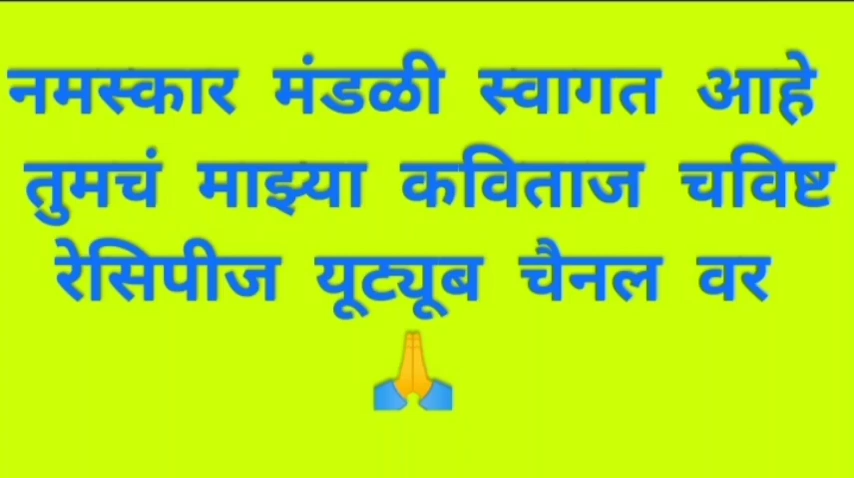 नमस्कार मंडळी स्वागत आहे
तुमचं माझ्या कविताज चविष्ट
रेसिपीज यूट्यूब चैनल वर
🙏